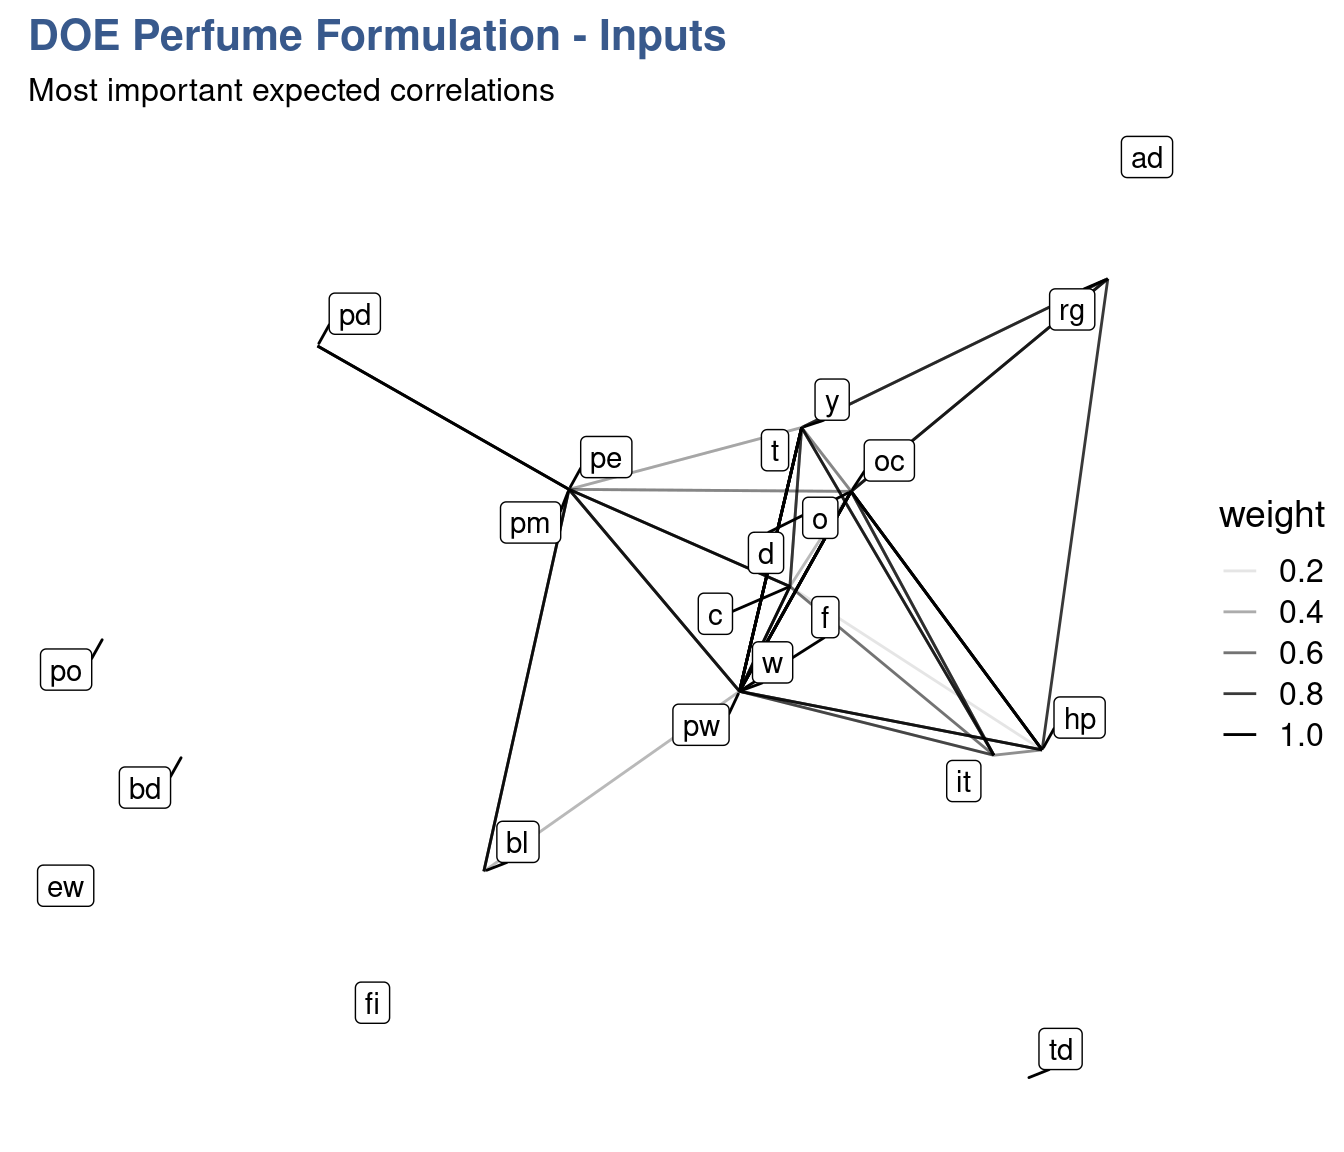 DOE Perfume Formulation - Inputs
Most important expected correlations
ad
pd
rg
y
t
pe
oc
pm
o
d
c
f
w
po
pw
hp
it
bd
bl
ew
fi
td
weight
0.2
0.4
0.6
0.8
1.0